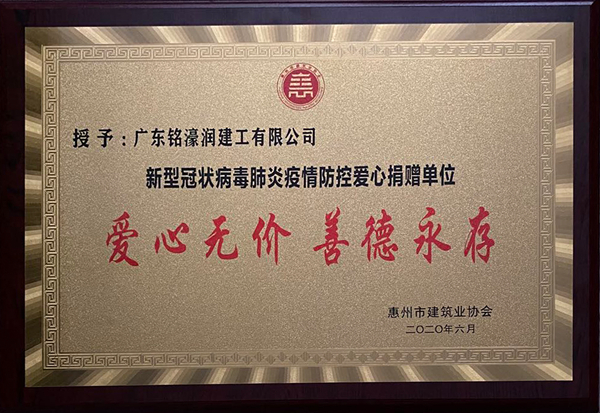 授予：广东铭濠润建工有限公司
新型冠状病毒肺炎疫情防控爱心捐赠单位
爱心无价 善德永存
惠州市建筑业协会
二〇二〇年六月